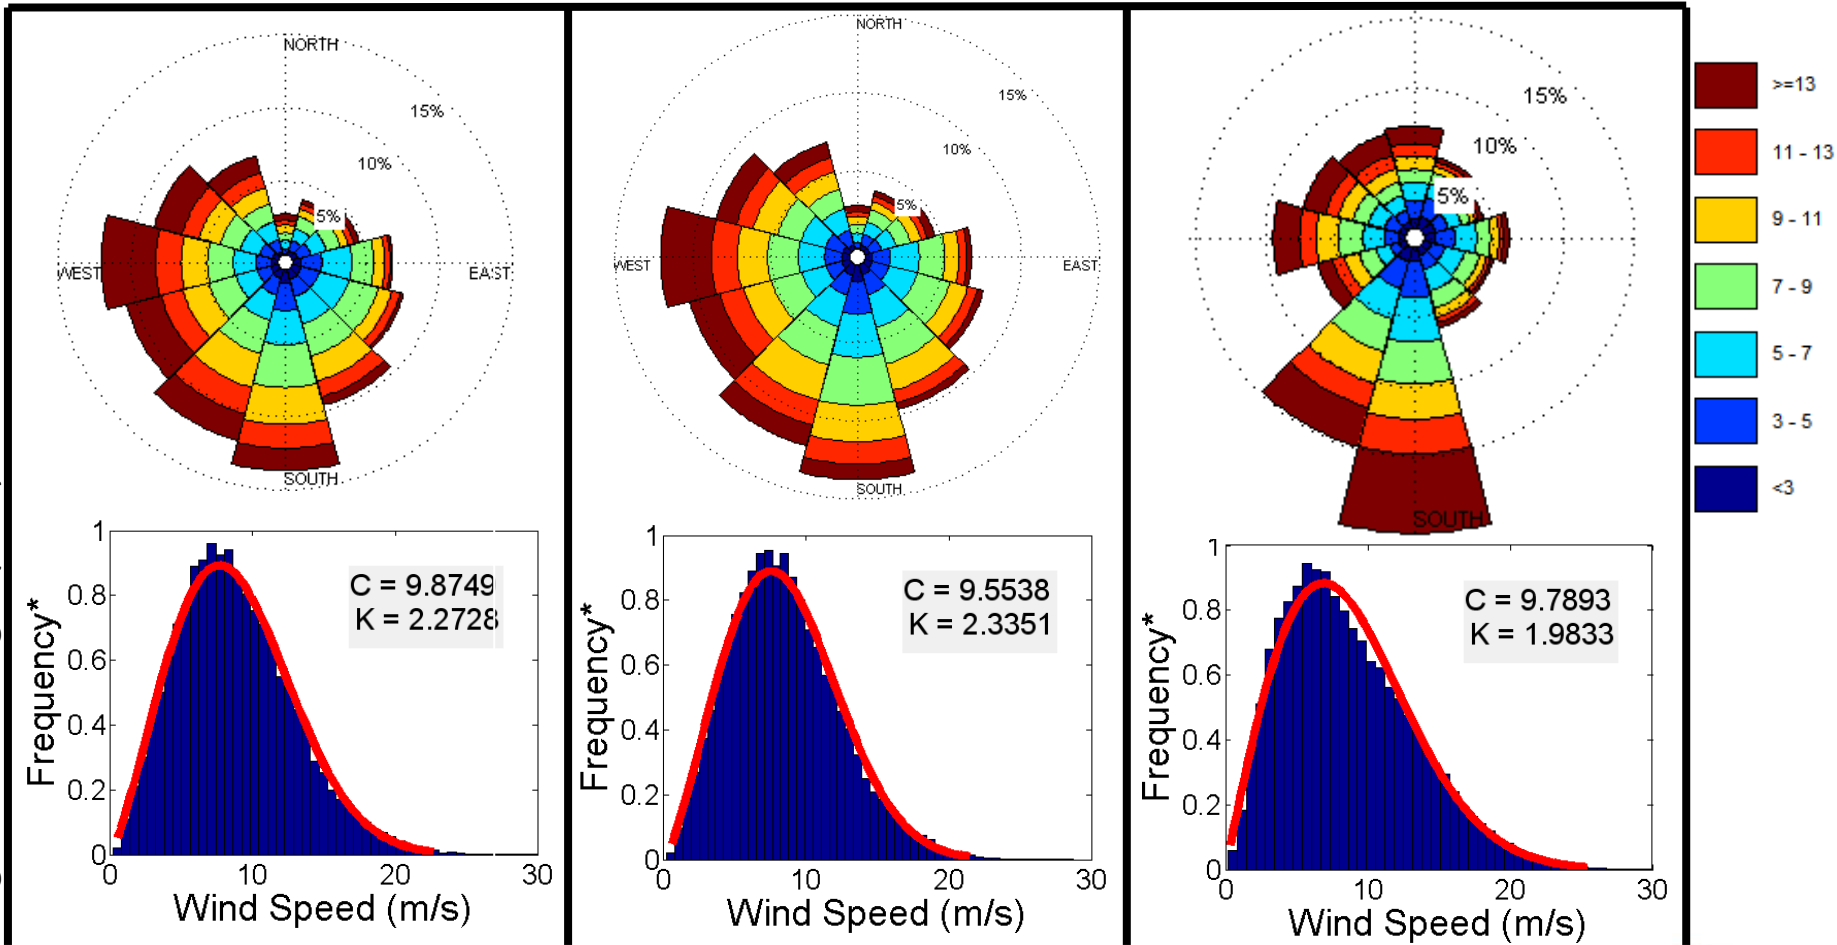 NORTH
15%
10%
5%
WEST
EAST
SOUTH
NORTH
15%
10%
5%
WEST
EAST
SOUTH
15%
10%
5%
SOUTH
>=13
11 - 13
9 - 11
7 - 9
5 - 7
3 - 5
<3
1
0.8
0.6
0.4
0.2
0
Frequency*
C = 9.8749
K = 2.2728
0 10 20 30
Wind Speed (m/s)
1
0.8
0.6
0.4
0.2
0
Frequency*
C = 9.5538
K = 2.3351
0 10 20 30
Wind Speed (m/s)
1
0.8
0.6
0.4
0.2
0
Frequency*
C = 9.7893
K = 1.9833
0 10 20 30
Wind Speed (m/s)